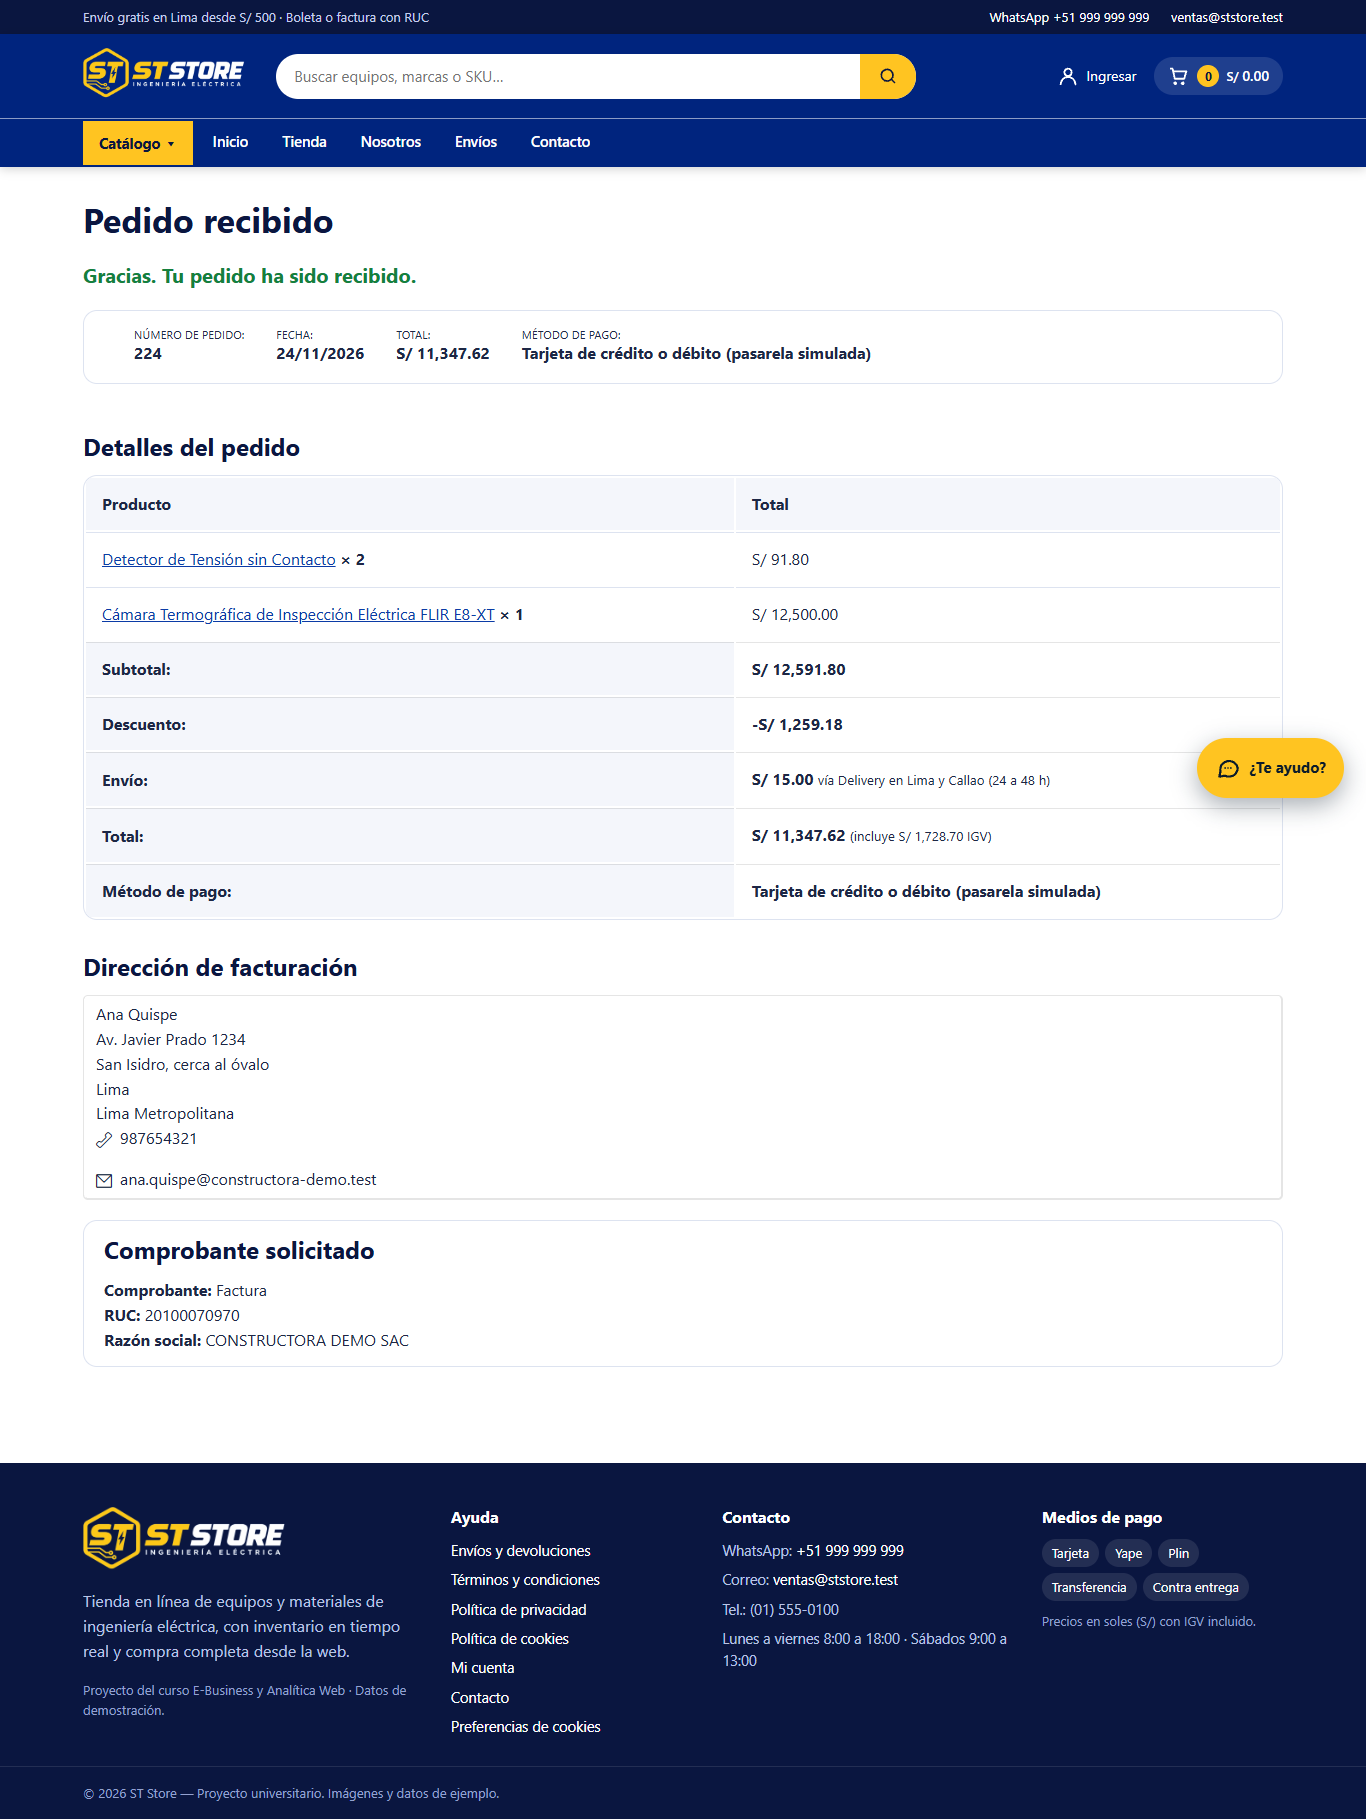 Envío gratis en Lima desde S/ 500 · Boleta o factura con RUC
WhatsApp +51 999 999 999
ventas@ststore.test
ST ST STORE
INGENIERÍA ELÉCTRICA
Buscar equipos, marcas o SKU...
Ingresar
0 S/ 0.00
Catálogo
Inicio
Tienda
Nosotros
Envíos
Contacto
Pedido recibido
Gracias. Tu pedido ha sido recibido.
NÚMERO DE PEDIDO:
224
FECHA:
24/11/2026
TOTAL:
S/ 11,347.62
MÉTODO DE PAGO:
Tarjeta de crédito o débito (pasarela simulada)
Detalles del pedido
Producto
Total
Detector de Tensión sin Contacto × 2
S/ 91.80
Cámara Termográfica de Inspección Eléctrica FLIR E8-XT × 1
S/ 12,500.00
Subtotal:
S/ 12,591.80
Descuento:
-S/ 1,259.18
Envío:
S/ 15.00 vía Delivery en Lima y Callao (24 a 48 h)
Total:
S/ 11,347.62 (incluye S/ 1,728.70 IGV)
Método de pago:
Tarjeta de crédito o débito (pasarela simulada)
¿Te ayudo?
Dirección de facturación
Ana Quispe
Av. Javier Prado 1234
San Isidro, cerca al óvalo
Lima
Lima Metropolitana
987654321
ana.quispe@constructora-demo.test
Comprobante solicitado
Comprobante: Factura
RUC: 20100070970
Razón social: CONSTRUCTORA DEMO SAC
ST ST STORE
INGENIERÍA ELÉCTRICA
Tienda en línea de equipos y materiales de
ingeniería eléctrica, con inventario en tiempo
real y compra completa desde la web.
Proyecto del curso E-Business y Analítica Web · Datos de
demostración.
Ayuda
Envíos y devoluciones
Términos y condiciones
Política de privacidad
Política de cookies
Mi cuenta
Contacto
Preferencias de cookies
Contacto
WhatsApp: +51 999 999 999
Correo: ventas@ststore.test
Tel.: (01) 555-0100
Lunes a viernes 8:00 a 18:00 · Sábados 9:00 a
13:00
Medios de pago
Tarjeta
Yape
Plin
Transferencia
Contra entrega
Precios en soles (S/) con IGV incluido.
© 2026 ST Store — Proyecto universitario. Imágenes y datos de ejemplo.